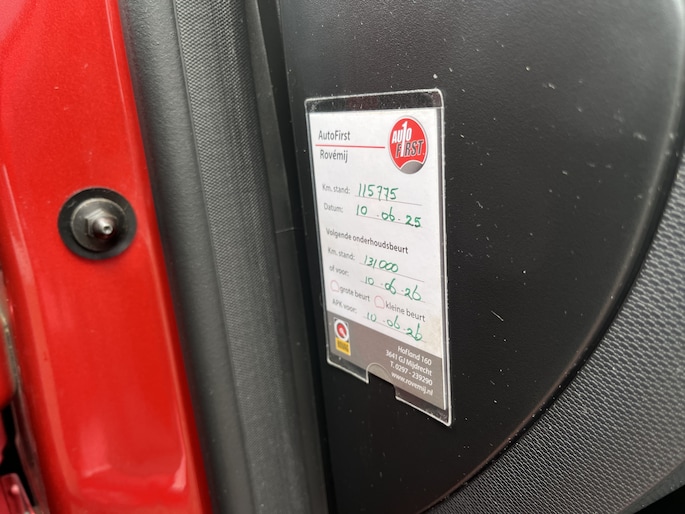 AutoFirst
Rovémij
AUTO
FIRST
Km. stand: 115775
Datum: 10-06-25
Volgende onderhoudsbeurt
Km. stand: 131.000
of voor: 10-06-26
grote beurt kleine beurt
APK voor: 10-06-26
Hofland 160
3641 GJ Mijdrecht
T. 0297 - 239290
www.rovemij.nl